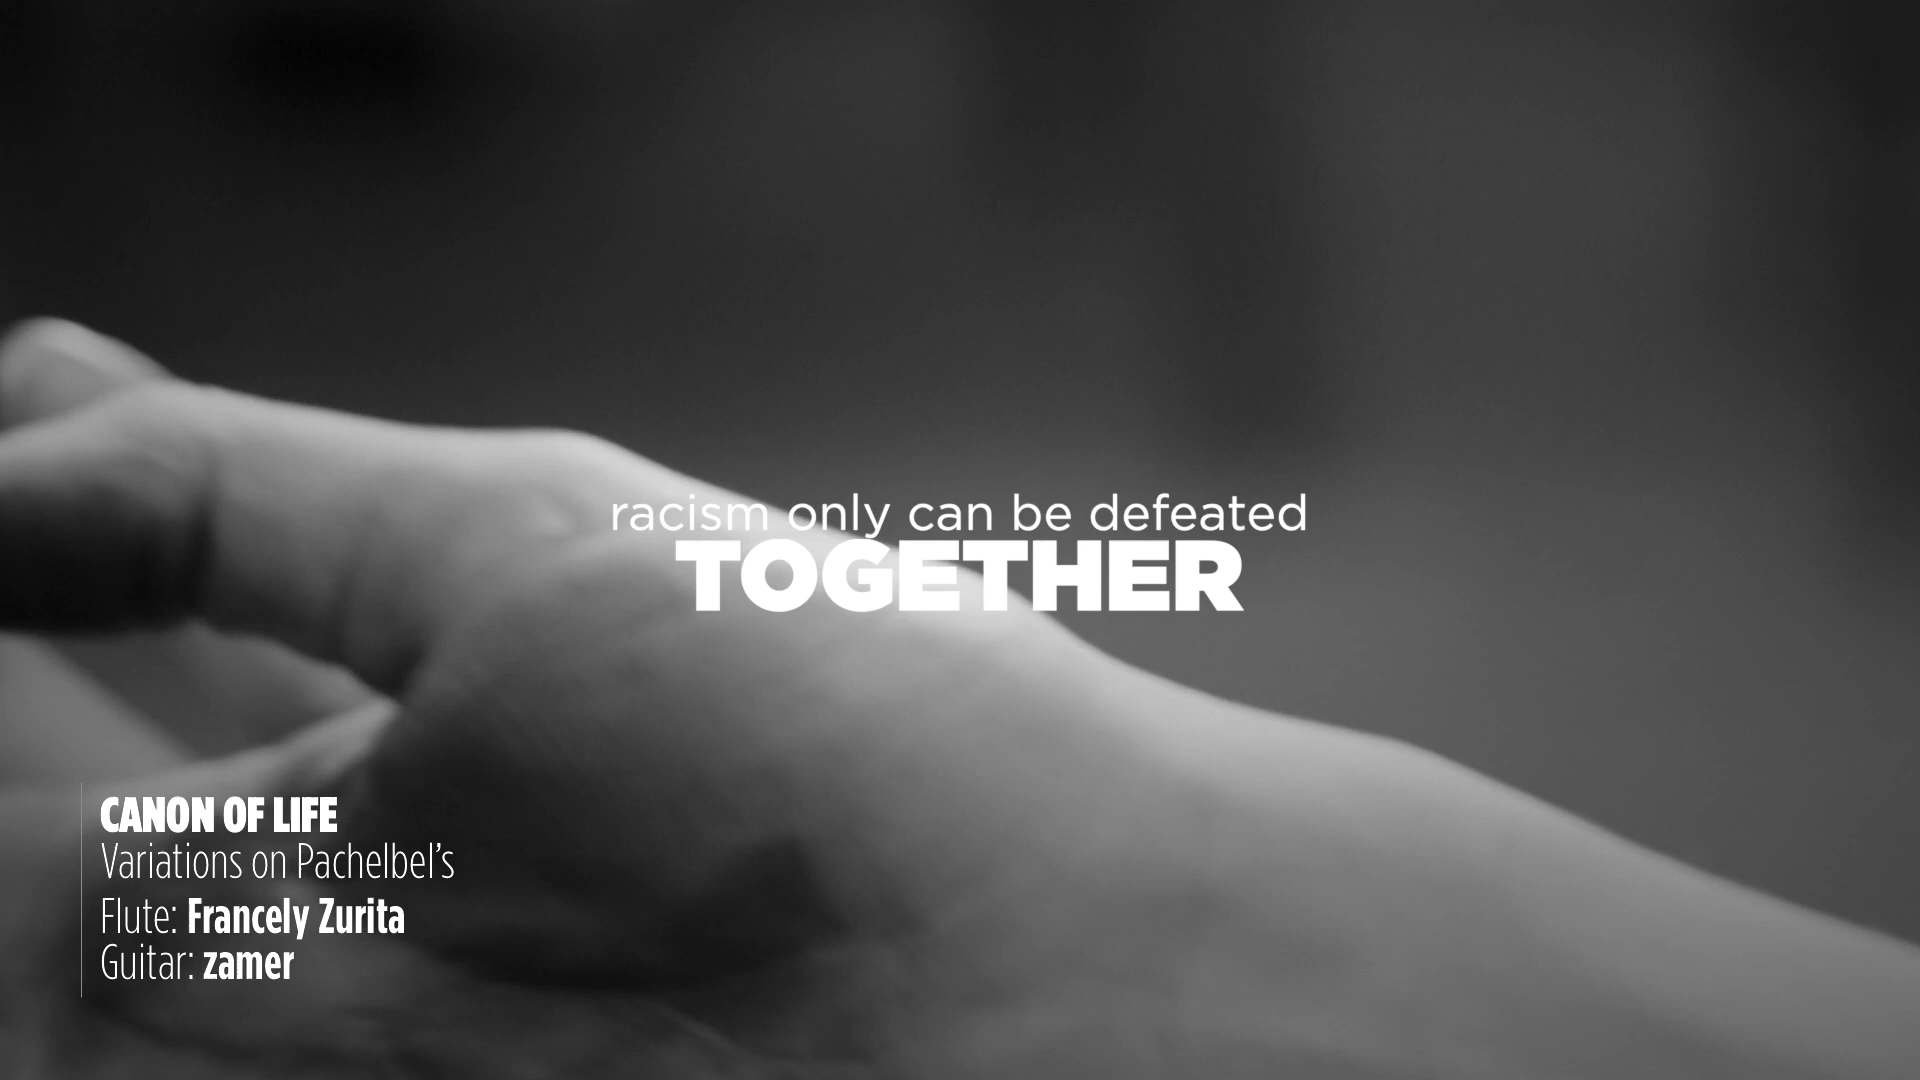 racism only can be defeated
TOGETHER
CANON OF LIFE
Variations on Pachelbel’s
Flute: Francely Zurita
Guitar: zamer